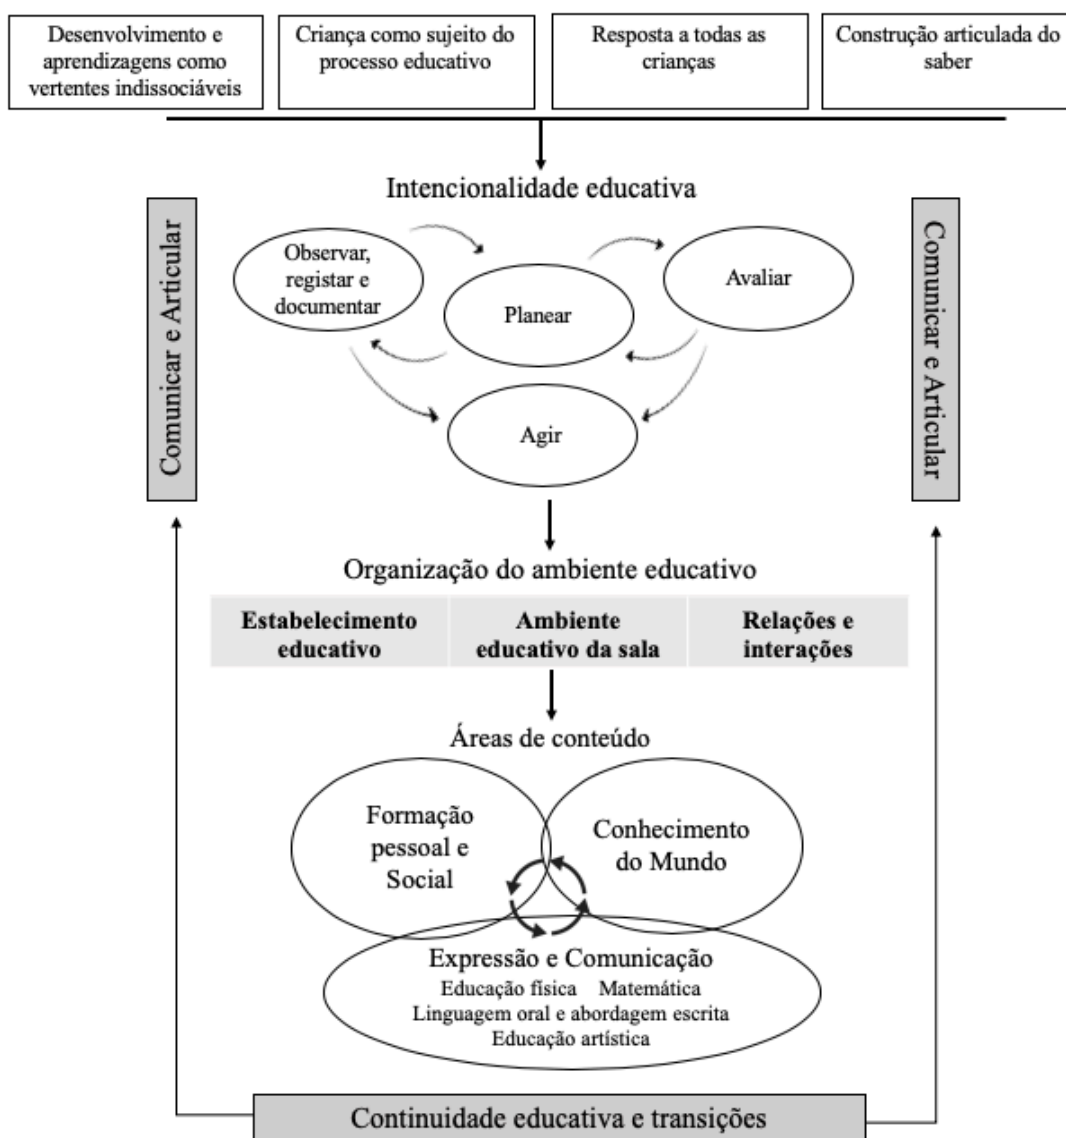 Desenvolvimento e
aprendizagens como
vertentes indissociáveis
Criança como sujeito do
processo educativo
Resposta a todas as
crianças
Construção articulada do
saber
Intencionalidade educativa
Comunicar e Articular
Observar,
registar e
documentar
Planear
Avaliar
Agir
Comunicar e Articular
Organização do ambiente educativo
Estabelecimento
educativo
Ambiente
educativo da sala
Relações e
interações
Áreas de conteúdo
Formação
pessoal e
Social
Conhecimento
do Mundo
Expressão e Comunicação
Educação física Matemática
Linguagem oral e abordagem escrita
Educação artística
Continuidade educativa e transições